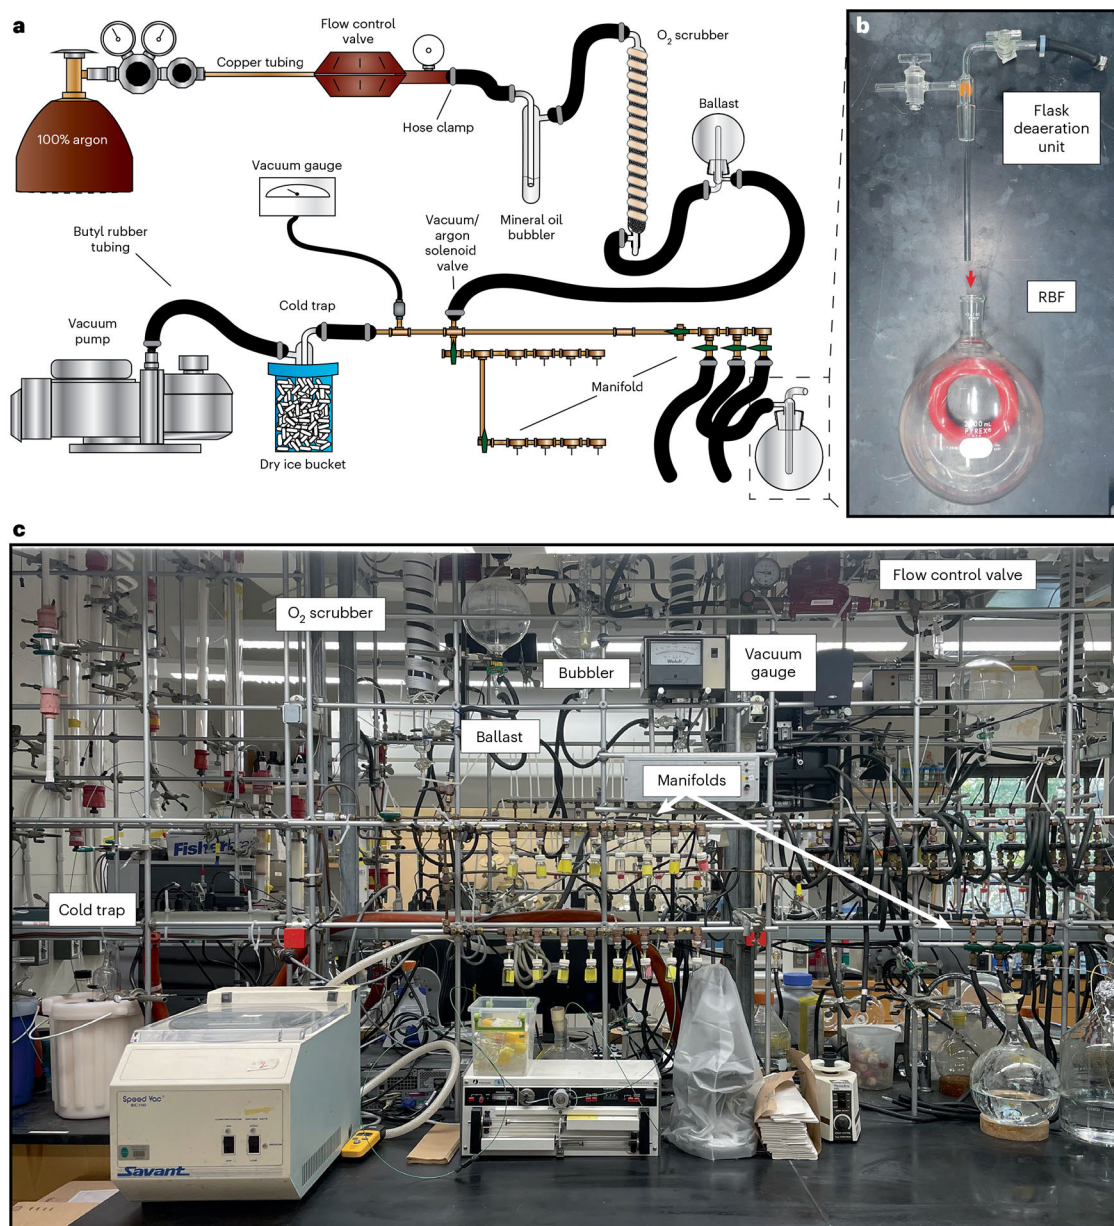 a
Flow control
valve
Copper tubing
100% argon
Hose clamp
O2 scrubber
Ballast
Vacuum gauge
Mineral oil
bubbler
Butyl rubber
tubing
Vacuum/
argon
solenoid
valve
Cold trap
Vacuum
pump
Manifold
Dry ice bucket
b
Flask
deaeration
unit
RBF
PYREX®
c
Flow control valve
O2 scrubber
Bubbler
Vacuum
gauge
Ballast
Manifolds
Fisher
Cold trap
Speed Vac
Savant